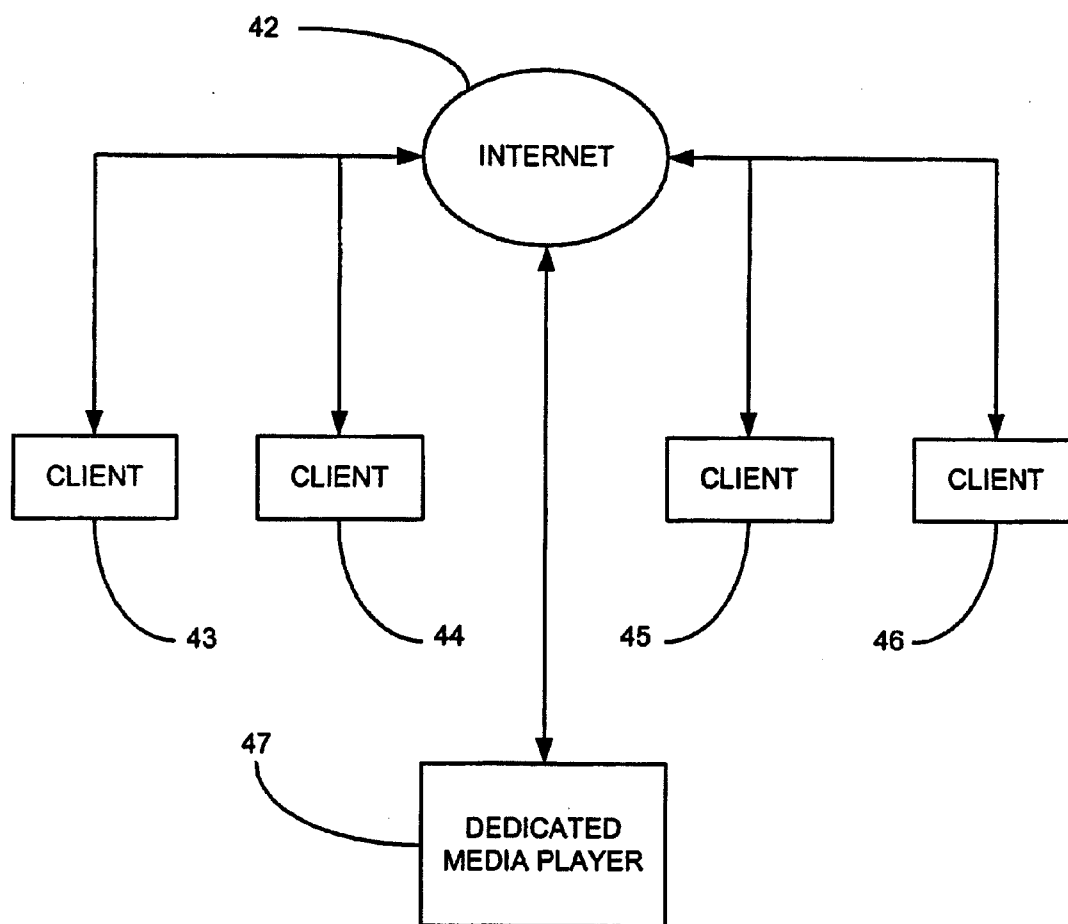 42
INTERNET
CLIENT
CLIENT
CLIENT
CLIENT
43
44
45
46
47
DEDICATED
MEDIA PLAYER